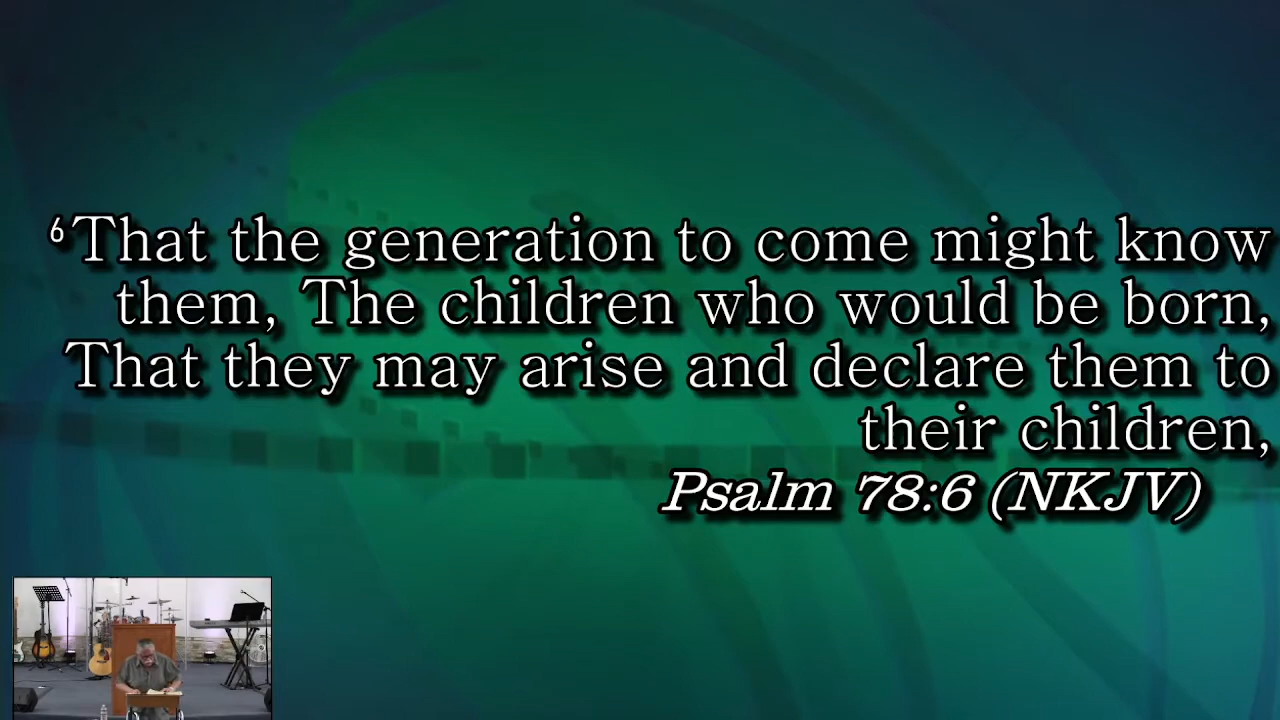 ⁶That the generation to come might know
them, The children who would be born,
That they may arise and declare them to
their children,
Psalm 78:6 (NKJV)